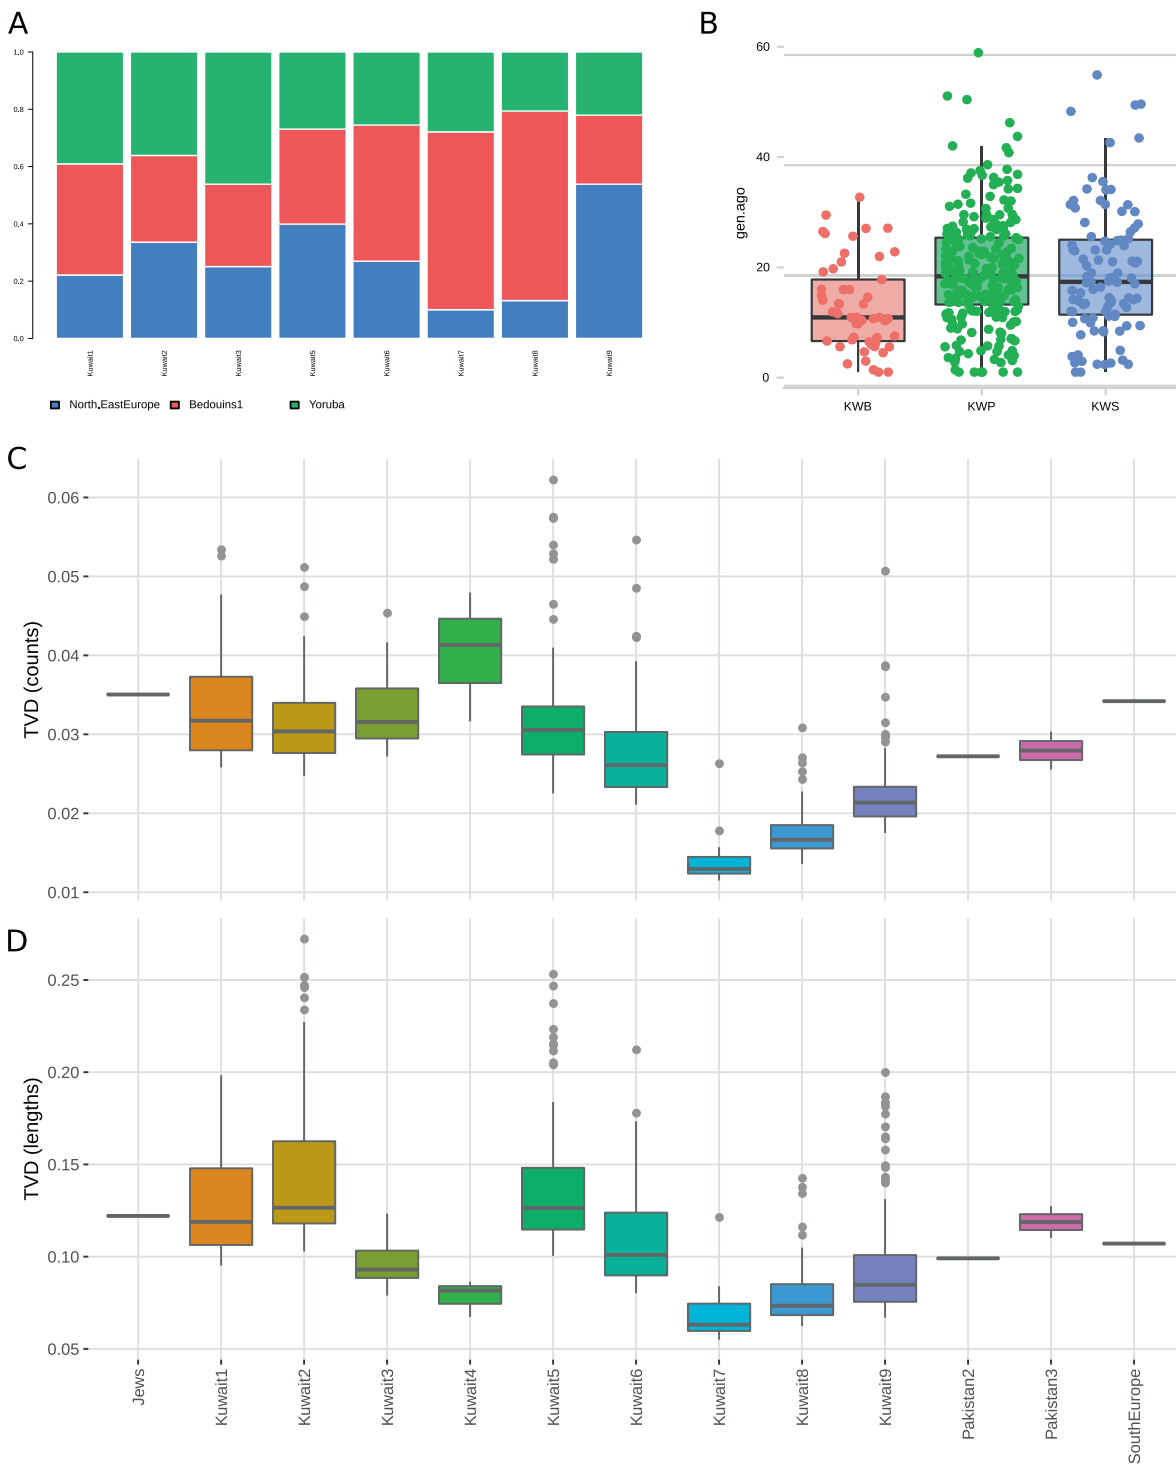 A
1.0
0.8
0.6
0.4
0.2
0.0
Kuwait1
Kuwait2
Kuwait3
Kuwait5
Kuwait6
Kuwait7
Kuwait8
Kuwait9
North.EastEurope Bedouins1 Yoruba
B
gen.ago
60
40
20
0
KWB KWP KWS
C
TVD (counts)
0.06
0.05
0.04
0.03
0.02
0.01
D
TVD (lengths)
0.25
0.20
0.15
0.10
0.05
Jews
Kuwait1
Kuwait2
Kuwait3
Kuwait4
Kuwait5
Kuwait6
Kuwait7
Kuwait8
Kuwait9
Pakistan2
Pakistan3
SouthEurope